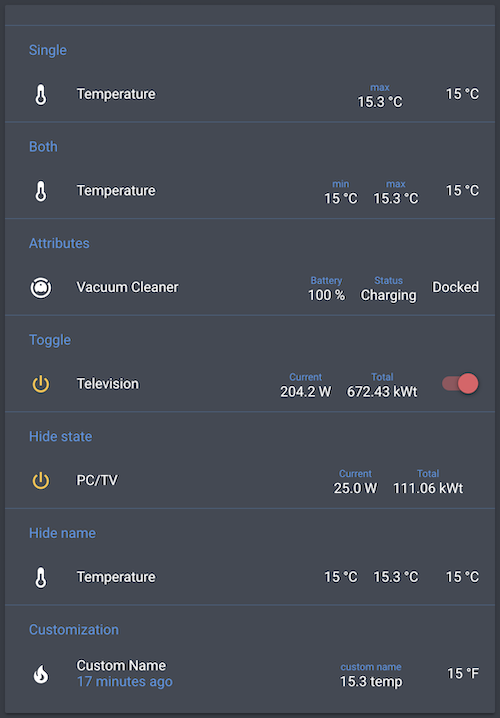 Single
Temperature
max
15.3 °C
15 °C
Both
Temperature
min
15 °C
max
15.3 °C
15 °C
Attributes
Vacuum Cleaner
Battery
100 %
Status
Charging
Docked
Toggle
Television
Current
204.2 W
Total
672.43 kWt
Hide state
PC/TV
Current
25.0 W
Total
111.06 kWt
Hide name
Temperature
15 °C
15.3 °C
15 °C
Customization
Custom Name
17 minutes ago
custom name
15.3 temp
15 °F